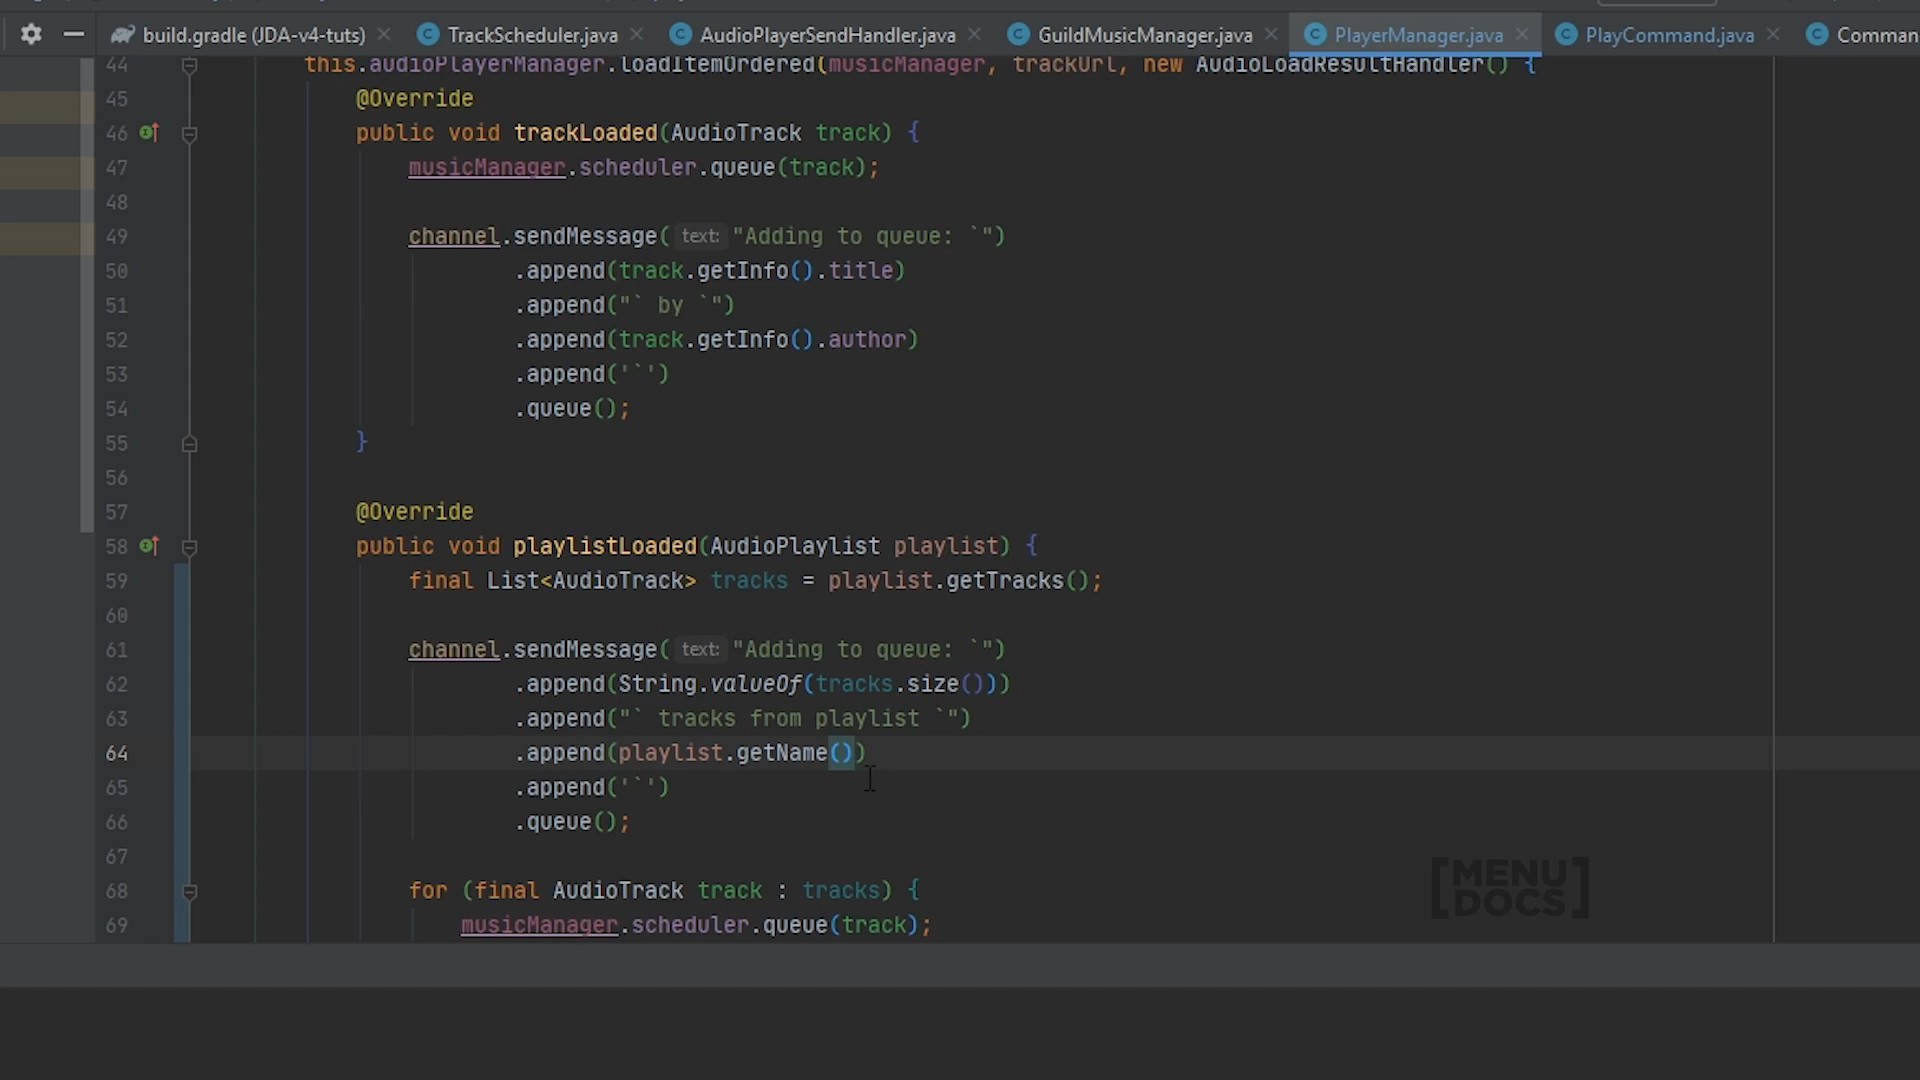 build.gradle (JDA-v4-tuts) TrackScheduler.java AudioPlayerSendHandler.java GuildMusicManager.java PlayerManager.java PlayCommand.java Comman
44 this.audioPlayerManager.loadItemOrdered(musicManager, trackUrl, new AudioLoadResultHandler() {
45 @Override
46 public void trackLoaded(AudioTrack track) {
47 musicManager.scheduler.queue(track);
48
49 channel.sendMessage( text: "Adding to queue: `")
50 .append(track.getInfo().title)
51 .append("` by `")
52 .append(track.getInfo().author)
53 .append('`')
54 .queue();
55 }
56
57 @Override
58 public void playlistLoaded(AudioPlaylist playlist) {
59 final List<AudioTrack> tracks = playlist.getTracks();
60
61 channel.sendMessage( text: "Adding to queue: `")
62 .append(String.valueOf(tracks.size()))
63 .append("` tracks from playlist `")
64 .append(playlist.getName())
65 .append('`')
66 .queue();
67
68 for (final AudioTrack track : tracks) {
69 musicManager.scheduler.queue(track);
[MENU
DOCS]